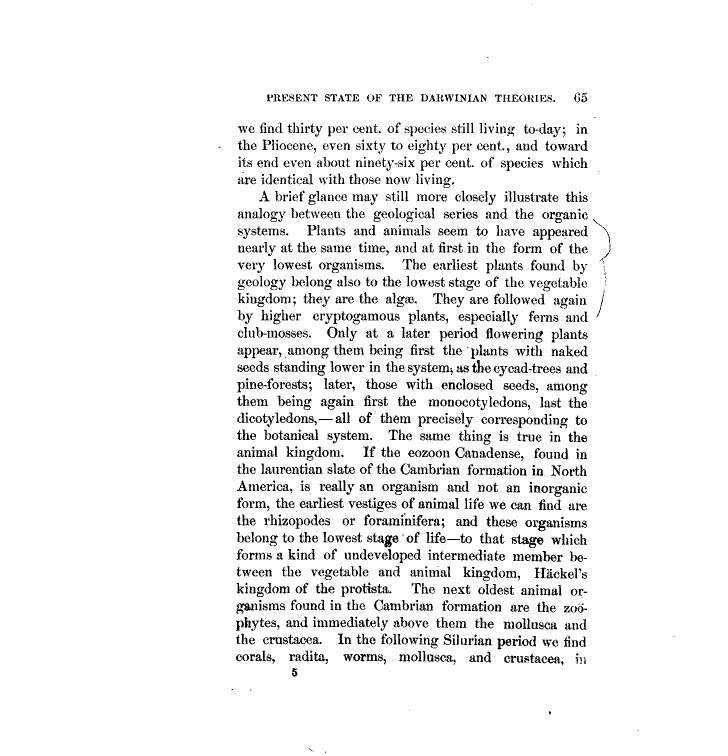 PRESENT STATE OF THE DARWINIAN THEORIES. 65
we find thirty per cent. of species still living to-day; in
the Pliocene, even sixty to eighty per cent., and toward
its end even about ninety-six per cent. of species which
are identical with those now living.
A brief glance may still more closely illustrate this
analogy between the geological series and the organic
systems. Plants and animals seem to have appeared
nearly at the same time, and at first in the form of the
very lowest organisms. The earliest plants found by
geology belong also to the lowest stage of the vegetable
kingdom; they are the algæ. They are followed again
by higher cryptogamous plants, especially ferns and
club-mosses. Only at a later period flowering plants
appear, among them being first the plants with naked
seeds standing lower in the system, as the cycad-trees and
pine-forests; later, those with enclosed seeds, among
them being again first the monocotyledons, last the
dicotyledons,—all of them precisely corresponding to
the botanical system. The same thing is true in the
animal kingdom. If the eozoon Canadense, found in
the laurentian slate of the Cambrian formation in North
America, is really an organism and not an inorganic
form, the earliest vestiges of animal life we can find are
the rhizopodes or foraminifera; and these organisms
belong to the lowest stage of life—to that stage which
forms a kind of undeveloped intermediate member be-
tween the vegetable and animal kingdom, Häckel's
kingdom of the protista. The next oldest animal or-
ganisms found in the Cambrian formation are the zoö-
phytes, and immediately above them the mollusca and
the crustacea. In the following Silurian period we find
corals, radita, worms, mollusca, and crustacea, in
5